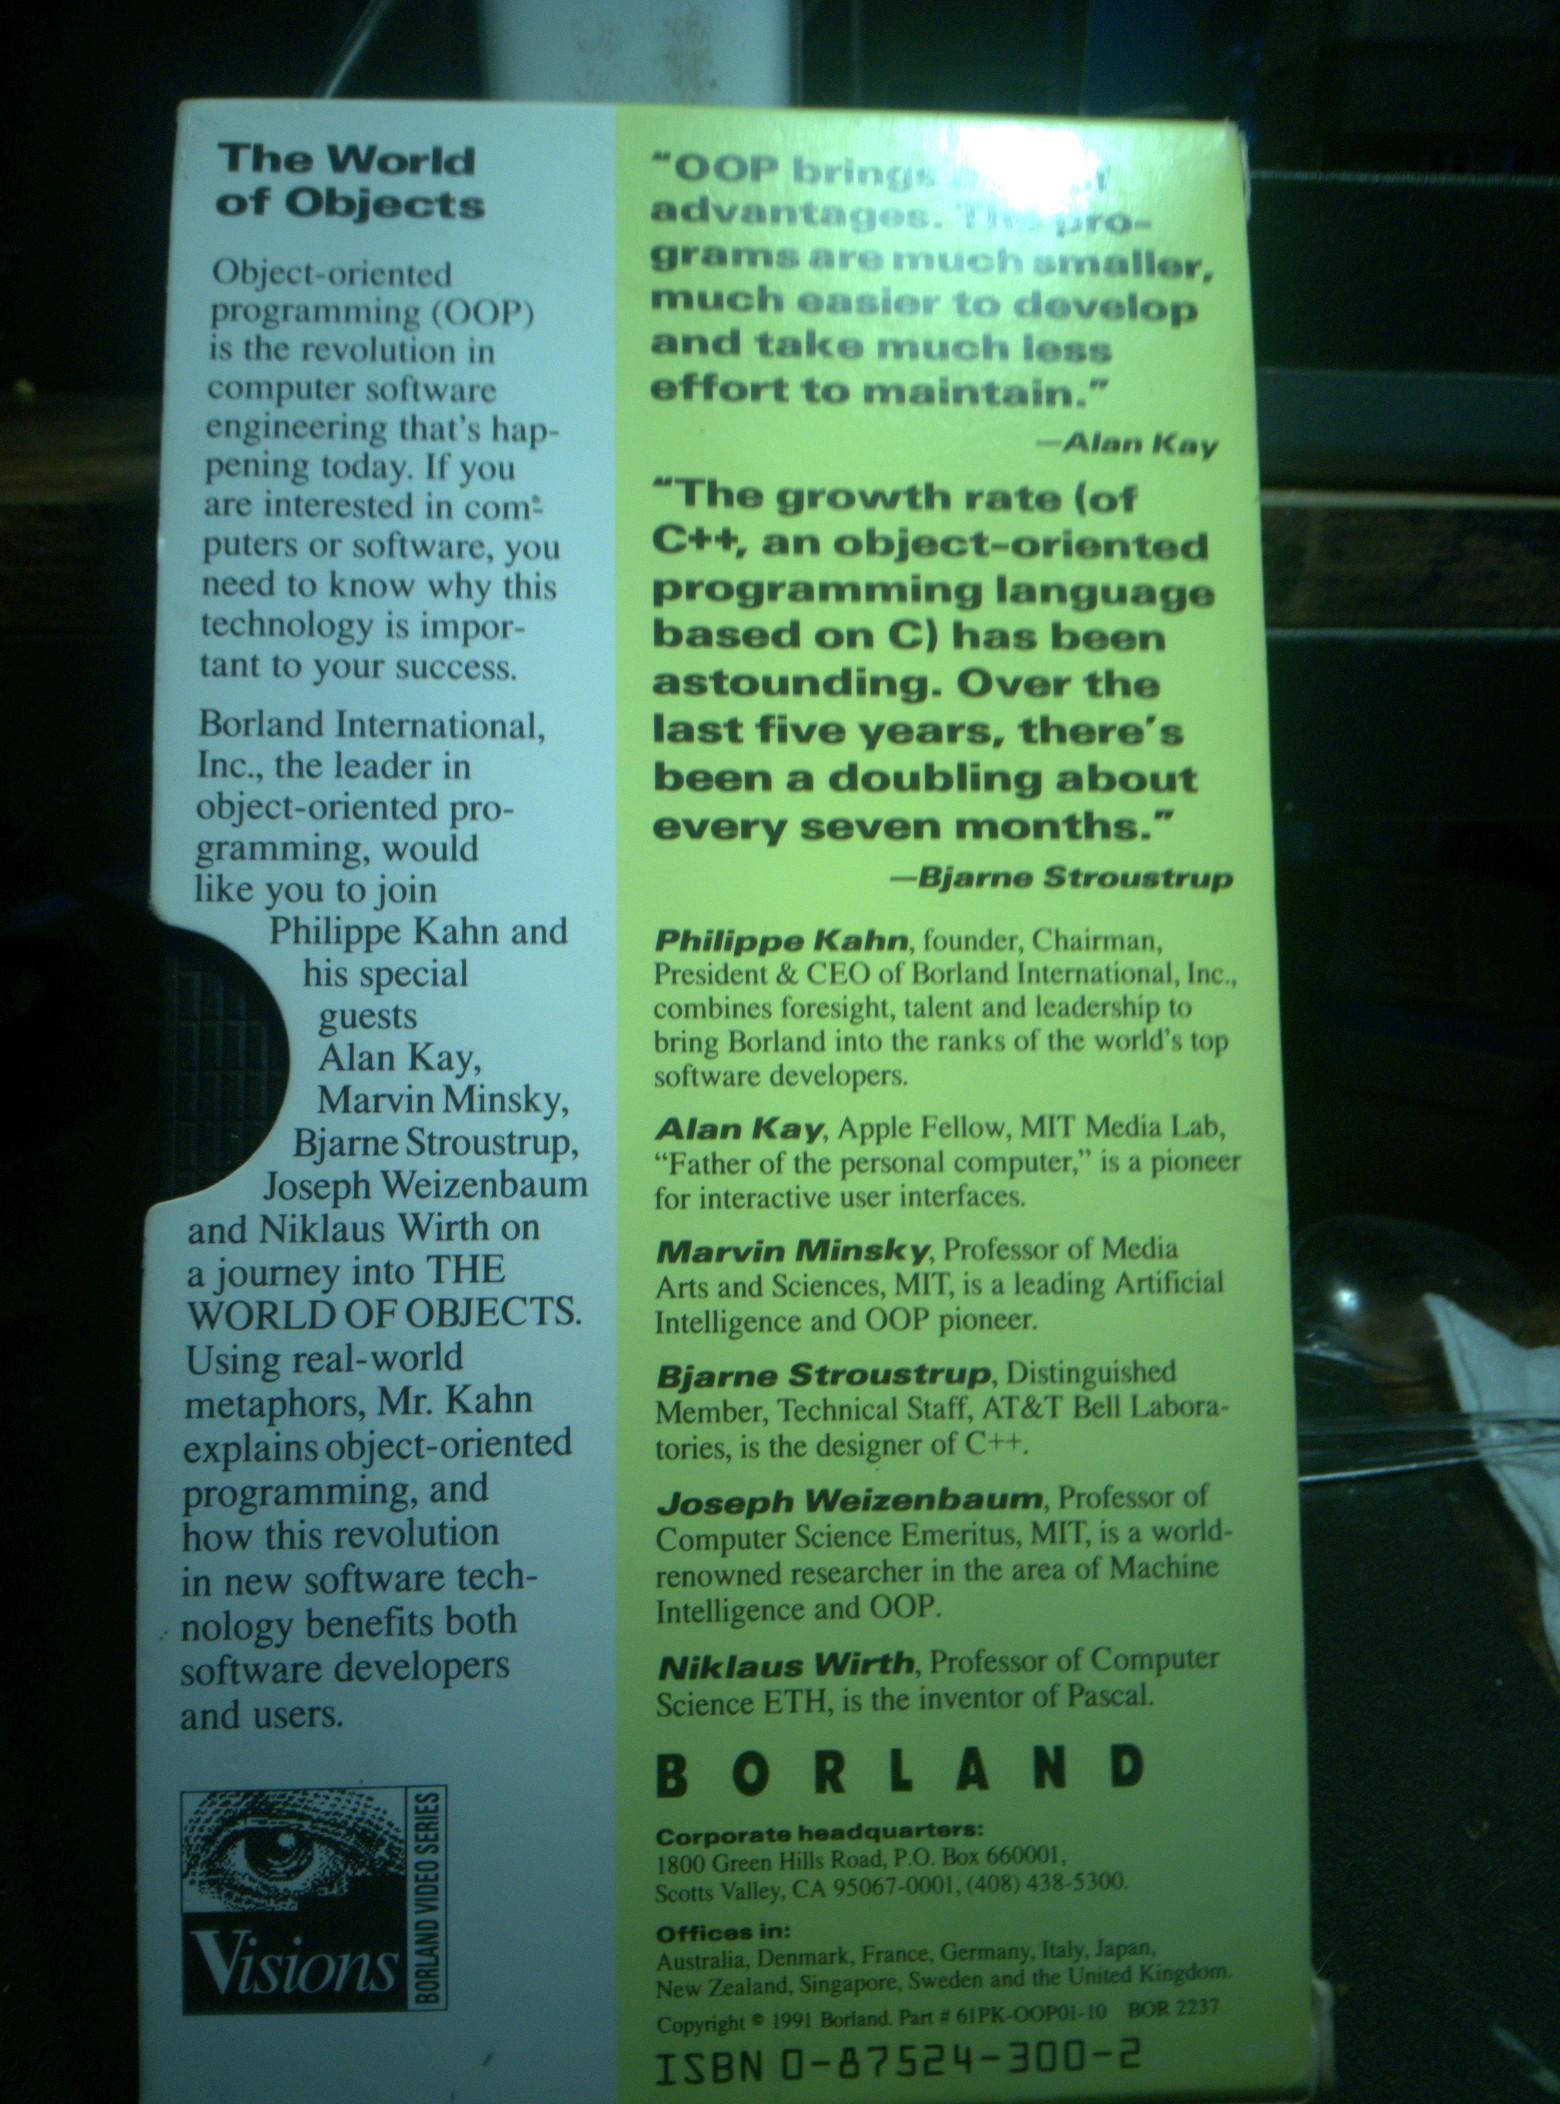 The World
of Objects
Object-oriented
programming (OOP)
is the revolution in
computer software
engineering that's hap-
pening today. If you
are interested in com-
puters or software, you
need to know why this
technology is impor-
tant to your success.
Borland International,
Inc., the leader in
object-oriented pro-
gramming, would
like you to join
Philippe Kahn and
his special
guests
Alan Kay,
Marvin Minsky,
Bjarne Stroustrup,
Joseph Weizenbaum
and Niklaus Wirth on
a journey into THE
WORLD OF OBJECTS.
Using real-world
metaphors, Mr. Kahn
explains object-oriented
programming, and
how this revolution
in new software tech-
nology benefits both
software developers
and users.
Visions
BORLAND VIDEO SERIES
"OOP brings
advantages. The pro-
grams are much smaller,
much easier to develop
and take much less
effort to maintain."
—Alan Kay
"The growth rate (of
C++, an object-oriented
programming language
based on C) has been
astounding. Over the
last five years, there's
been a doubling about
every seven months."
—Bjarne Stroustrup
Philippe Kahn, founder, Chairman,
President & CEO of Borland International, Inc.,
combines foresight, talent and leadership to
bring Borland into the ranks of the world's top
software developers.
Alan Kay, Apple Fellow, MIT Media Lab,
"Father of the personal computer," is a pioneer
for interactive user interfaces.
Marvin Minsky, Professor of Media
Arts and Sciences, MIT, is a leading Artificial
Intelligence and OOP pioneer.
Bjarne Stroustrup, Distinguished
Member, Technical Staff, AT&T Bell Labora-
tories, is the designer of C++.
Joseph Weizenbaum, Professor of
Computer Science Emeritus, MIT, is a world-
renowned researcher in the area of Machine
Intelligence and OOP.
Niklaus Wirth, Professor of Computer
Science ETH, is the inventor of Pascal.
BORLAND
Corporate headquarters:
1800 Green Hills Road, P.O. Box 660001,
Scotts Valley, CA 95067-0001, (408) 438-5300.
Offices in:
Australia, Denmark, France, Germany, Italy, Japan,
New Zealand, Singapore, Sweden and the United Kingdom.
Copyright © 1991 Borland. Part # 61PK-OOP01-10 BOR 2237
ISBN 0-87524-300-2